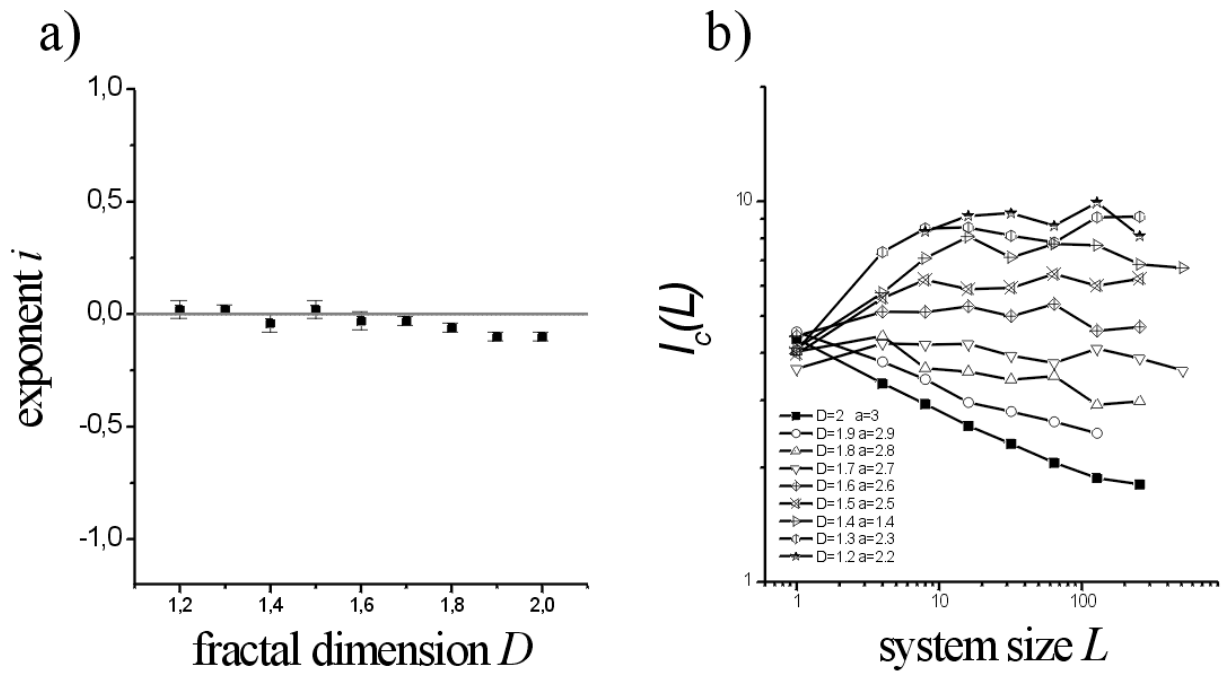 a)
1,0
0,5
0,0
-0,5
-1,0
1,2 1,4 1,6 1,8 2,0
exponent i
fractal dimension D
b)
10
1
1 10 100
I_c(L)
system size L
D=2 a=3
D=1.9 a=2.9
D=1.8 a=2.8
D=1.7 a=2.7
D=1.6 a=2.6
D=1.5 a=2.5
D=1.4 a=1.4
D=1.3 a=2.3
D=1.2 a=2.2